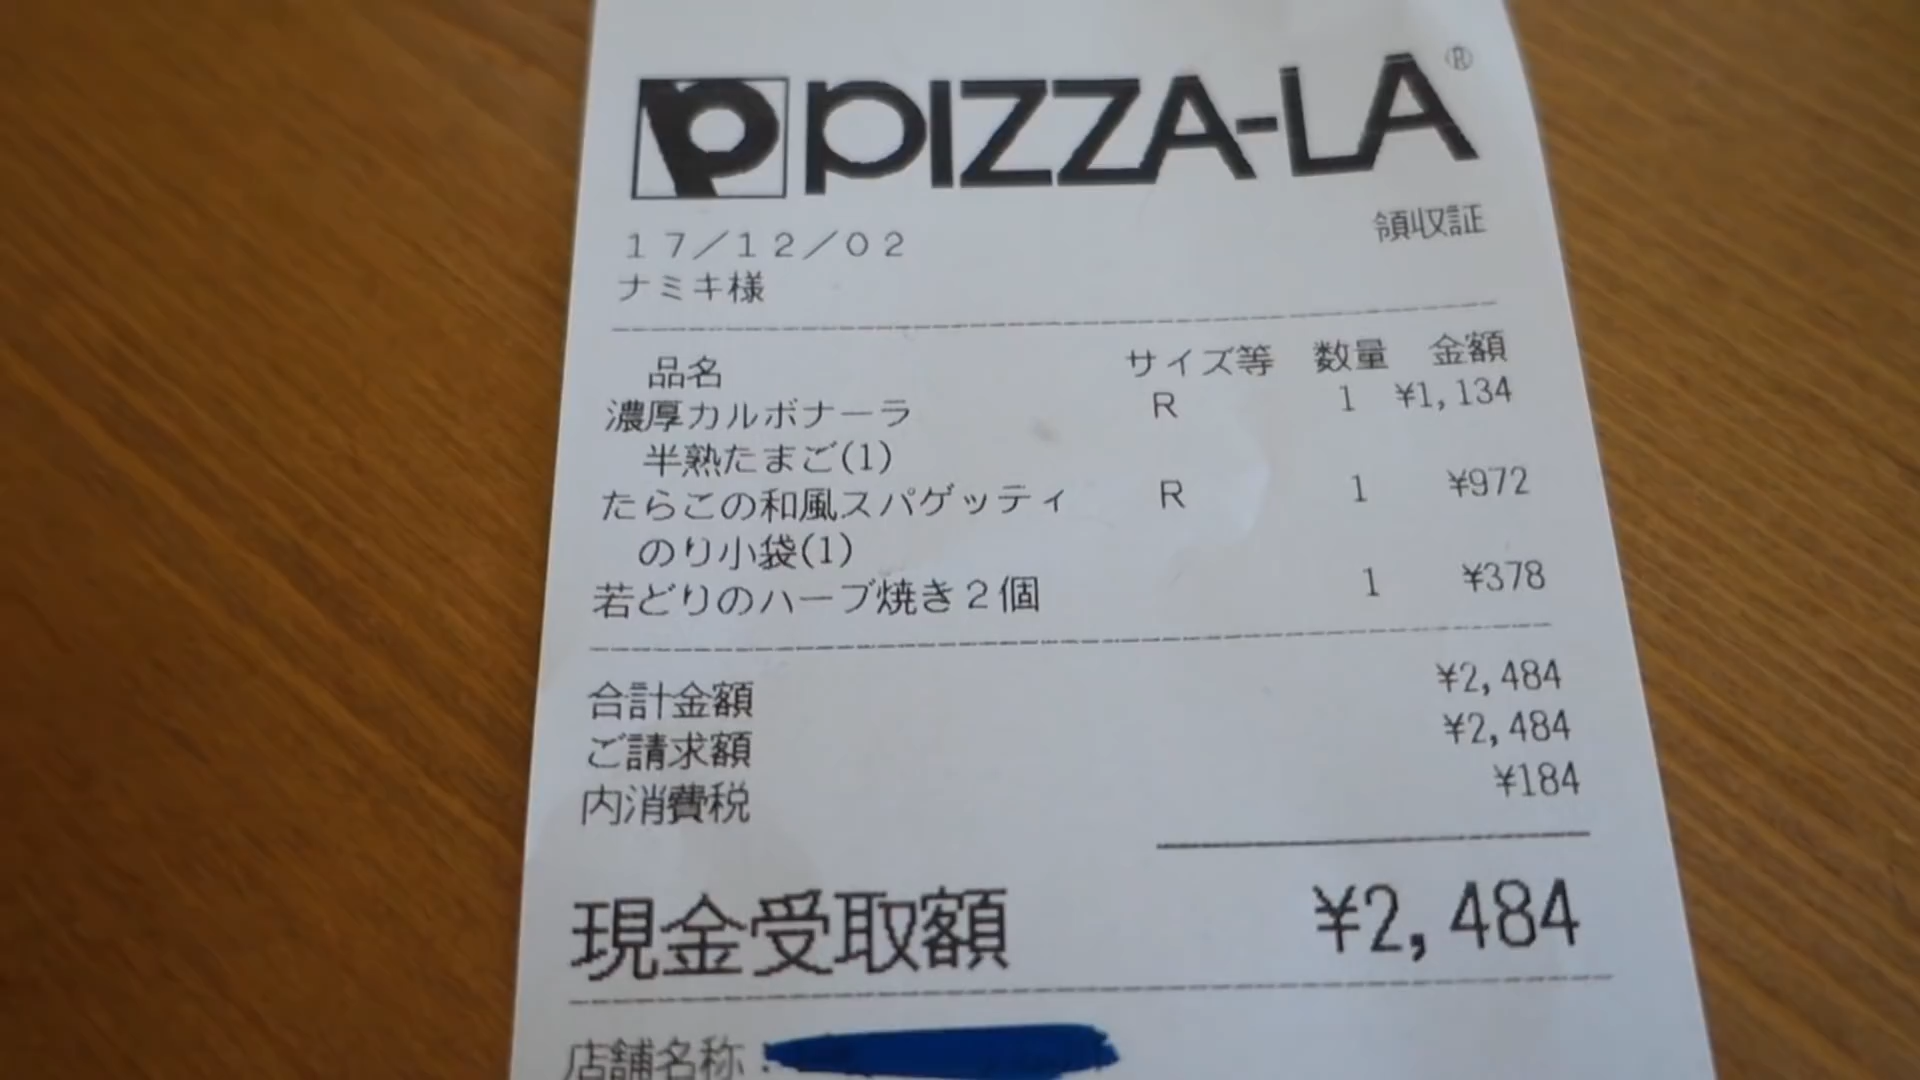 P PIZZA-LA®
領収証
17/12/02
ナミキ様
品名 サイズ等 数量 金額
濃厚カルボナーラ R 1 ¥1,134
半熟たまご(1)
たらこの和風スパゲッティ R 1 ¥972
のり小袋(1)
若どりのハーブ焼き2個 1 ¥378
合計金額 ¥2,484
ご請求額 ¥2,484
内消費税 ¥184
現金受取額 ¥2,484
店舗名称: